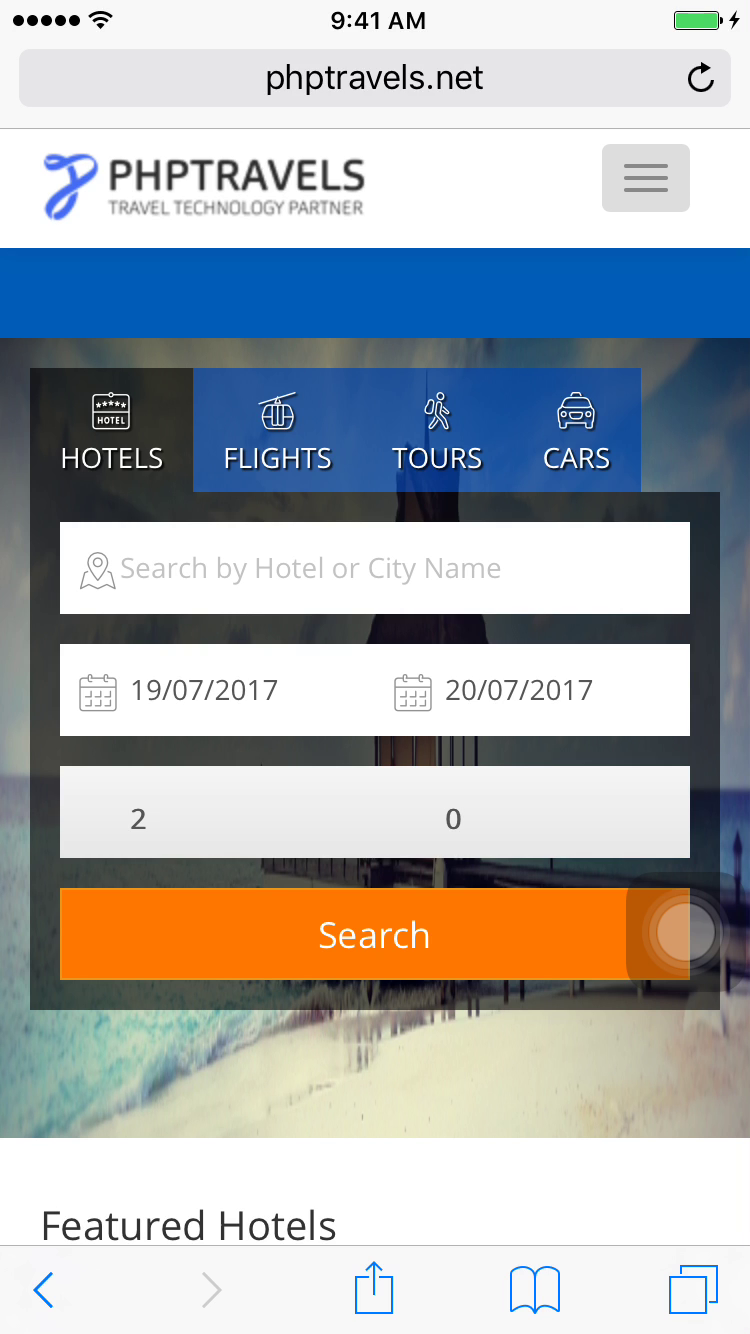 9:41 AM
phptravels.net
PHPTRAVELS
TRAVEL TECHNOLOGY PARTNER
HOTEL
HOTELS
FLIGHTS
TOURS
CARS
Search by Hotel or City Name
19/07/2017
20/07/2017
2
0
Search
Featured Hotels